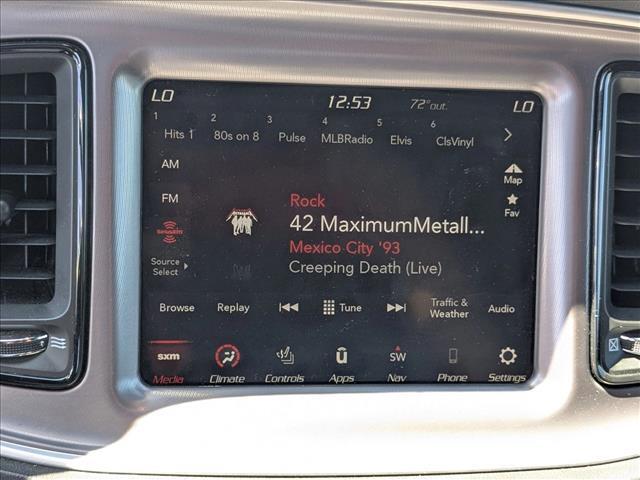 LO 12:53 72°out. LO
1 2 3 4 5 6
Hits 1 80s on 8 Pulse MLBRadio Elvis ClsVinyl
AM
Map
FM
Fav
Rock
42 MaximumMetall...
SiriusXM
Mexico City '93
Source
Select
Creeping Death (Live)
Browse Replay Tune Traffic &
Weather Audio
sxm u SW
Media Climate Controls Apps Nav Phone Settings